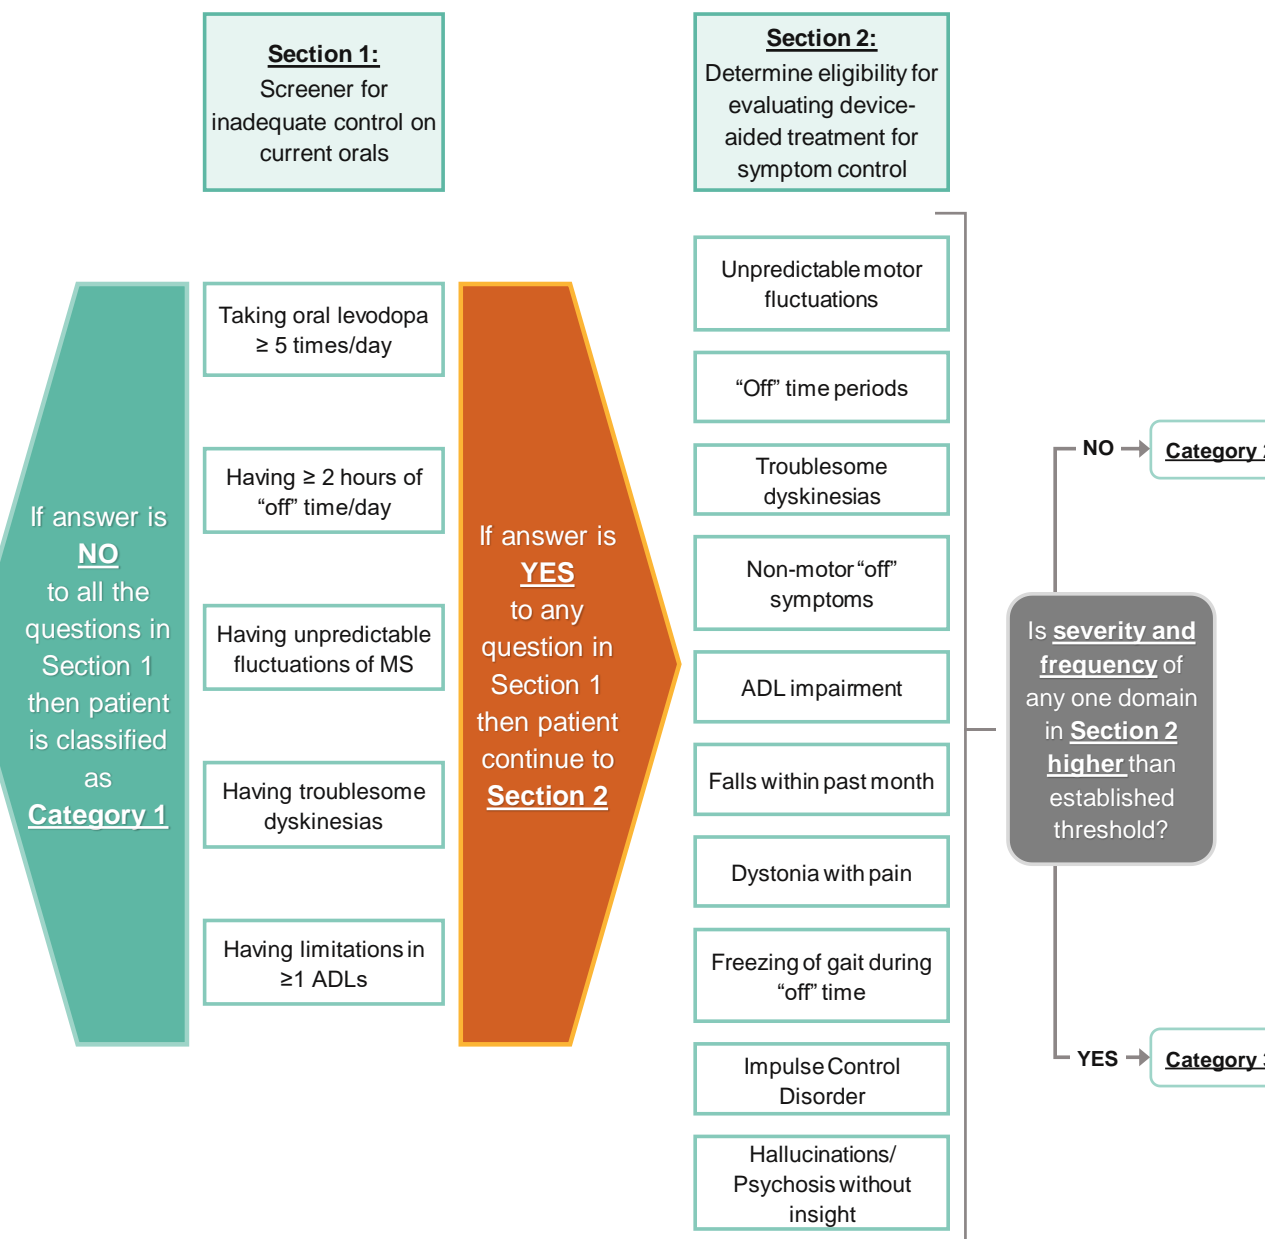 Section 1:
Screener for
inadequate control on
current orals
Section 2:
Determine eligibility for
evaluating device-
aided treatment for
symptom control
If answer is
NO
to all the
questions in
Section 1
then patient
is classified
as
Category 1
Taking oral levodopa
≥ 5 times/day
Having ≥ 2 hours of
“off” time/day
Having unpredictable
fluctuations of MS
Having troublesome
dyskinesias
Having limitations in
≥1 ADLs
If answer is
YES
to any
question in
Section 1
then patient
continue to
Section 2
Unpredictable motor
fluctuations
“Off” time periods
Troublesome
dyskinesias
Non-motor “off”
symptoms
ADL impairment
Falls within past month
Dystonia with pain
Freezing of gait during
“off” time
Impulse Control
Disorder
Hallucinations/
Psychosis without
insight
Is severity and
frequency of
any one domain
in Section 2
higher than
established
threshold?
NO
Category
YES
Category